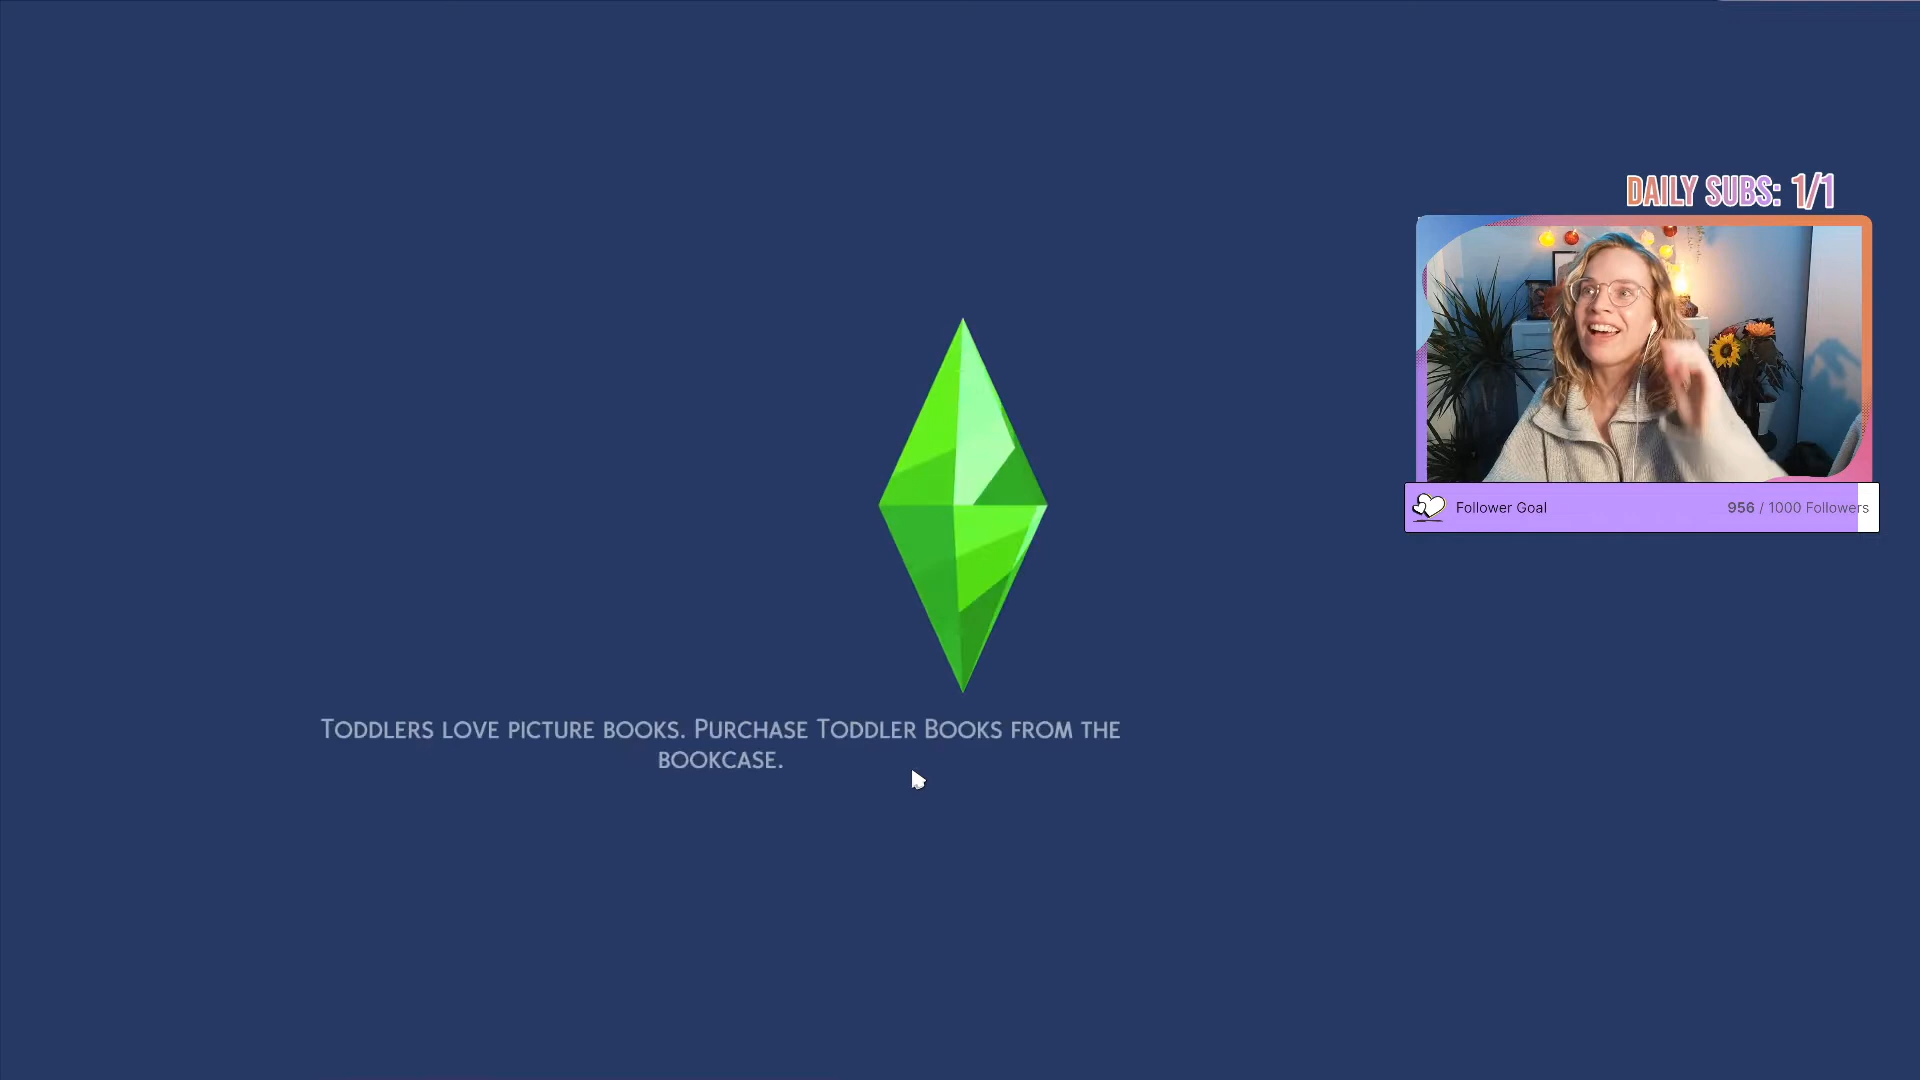 DAILY SUBS: 1/1
Follower Goal 956 / 1000 Followers
TODDLERS LOVE PICTURE BOOKS. PURCHASE TODDLER BOOKS FROM THE
BOOKCASE.